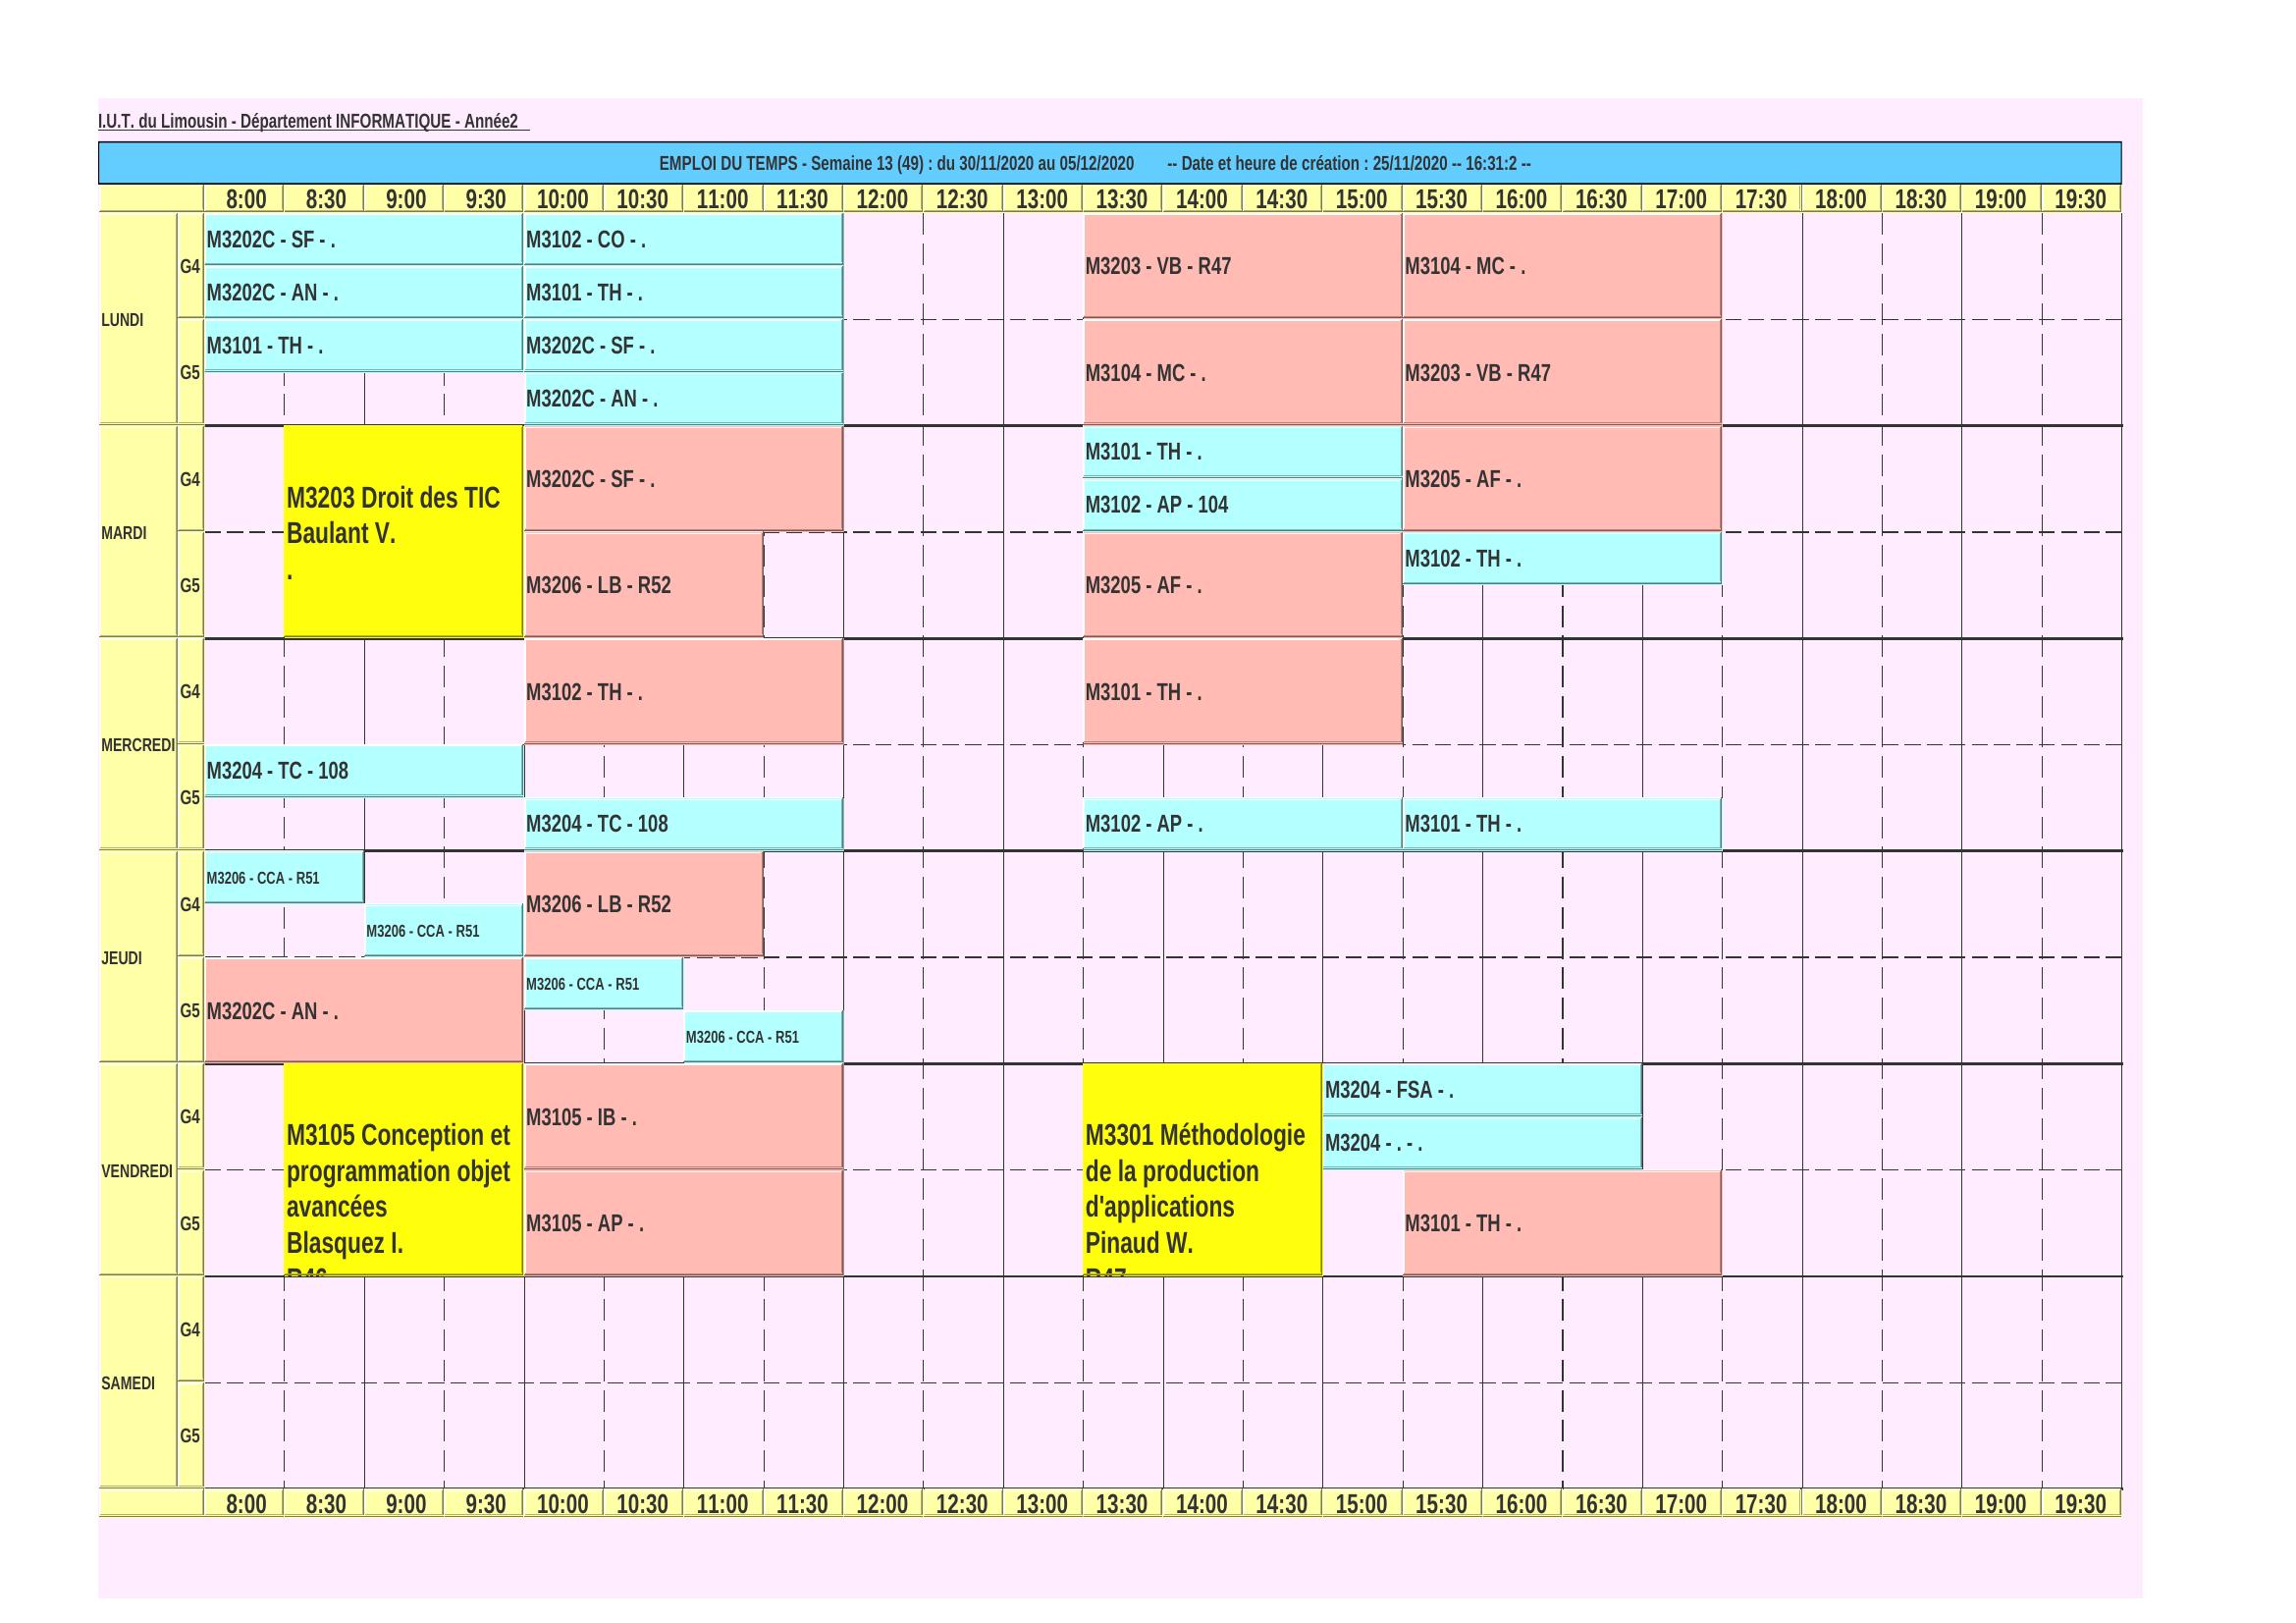 I.U.T. du Limousin - Département INFORMATIQUE - Année2
EMPLOI DU TEMPS - Semaine 13 (49) : du 30/11/2020 au 05/12/2020 -- Date et heure de création : 25/11/2020 -- 16:31:2 --
8:00 8:30 9:00 9:30 10:00 10:30 11:00 11:30 12:00 12:30 13:00 13:30 14:00 14:30 15:00 15:30 16:00 16:30 17:00 17:30 18:00 18:30 19:00 19:30
LUNDI
G4
M3202C - SF - .
M3102 - CO - .
M3202C - AN - .
M3101 - TH - .
M3203 - VB - R47
M3104 - MC - .
G5
M3101 - TH - .
M3202C - SF - .
M3202C - AN - .
M3104 - MC - .
M3203 - VB - R47
MARDI
M3203 Droit des TIC
Baulant V.
.
G4
M3202C - SF - .
M3101 - TH - .
M3102 - AP - 104
M3205 - AF - .
G5
M3206 - LB - R52
M3205 - AF - .
M3102 - TH - .
MERCREDI
G4
M3102 - TH - .
M3101 - TH - .
G5
M3204 - TC - 108
M3204 - TC - 108
M3102 - AP - .
M3101 - TH - .
JEUDI
G4
M3206 - CCA - R51
M3206 - CCA - R51
M3206 - LB - R52
G5
M3202C - AN - .
M3206 - CCA - R51
M3206 - CCA - R51
VENDREDI
M3105 Conception et
programmation objet
avancées
Blasquez I.
G4
M3105 - IB - .
G5
M3105 - AP - .
M3301 Méthodologie
de la production
d'applications
Pinaud W.
M3204 - FSA - .
M3204 - . - .
M3101 - TH - .
SAMEDI
G4
G5
8:00 8:30 9:00 9:30 10:00 10:30 11:00 11:30 12:00 12:30 13:00 13:30 14:00 14:30 15:00 15:30 16:00 16:30 17:00 17:30 18:00 18:30 19:00 19:30